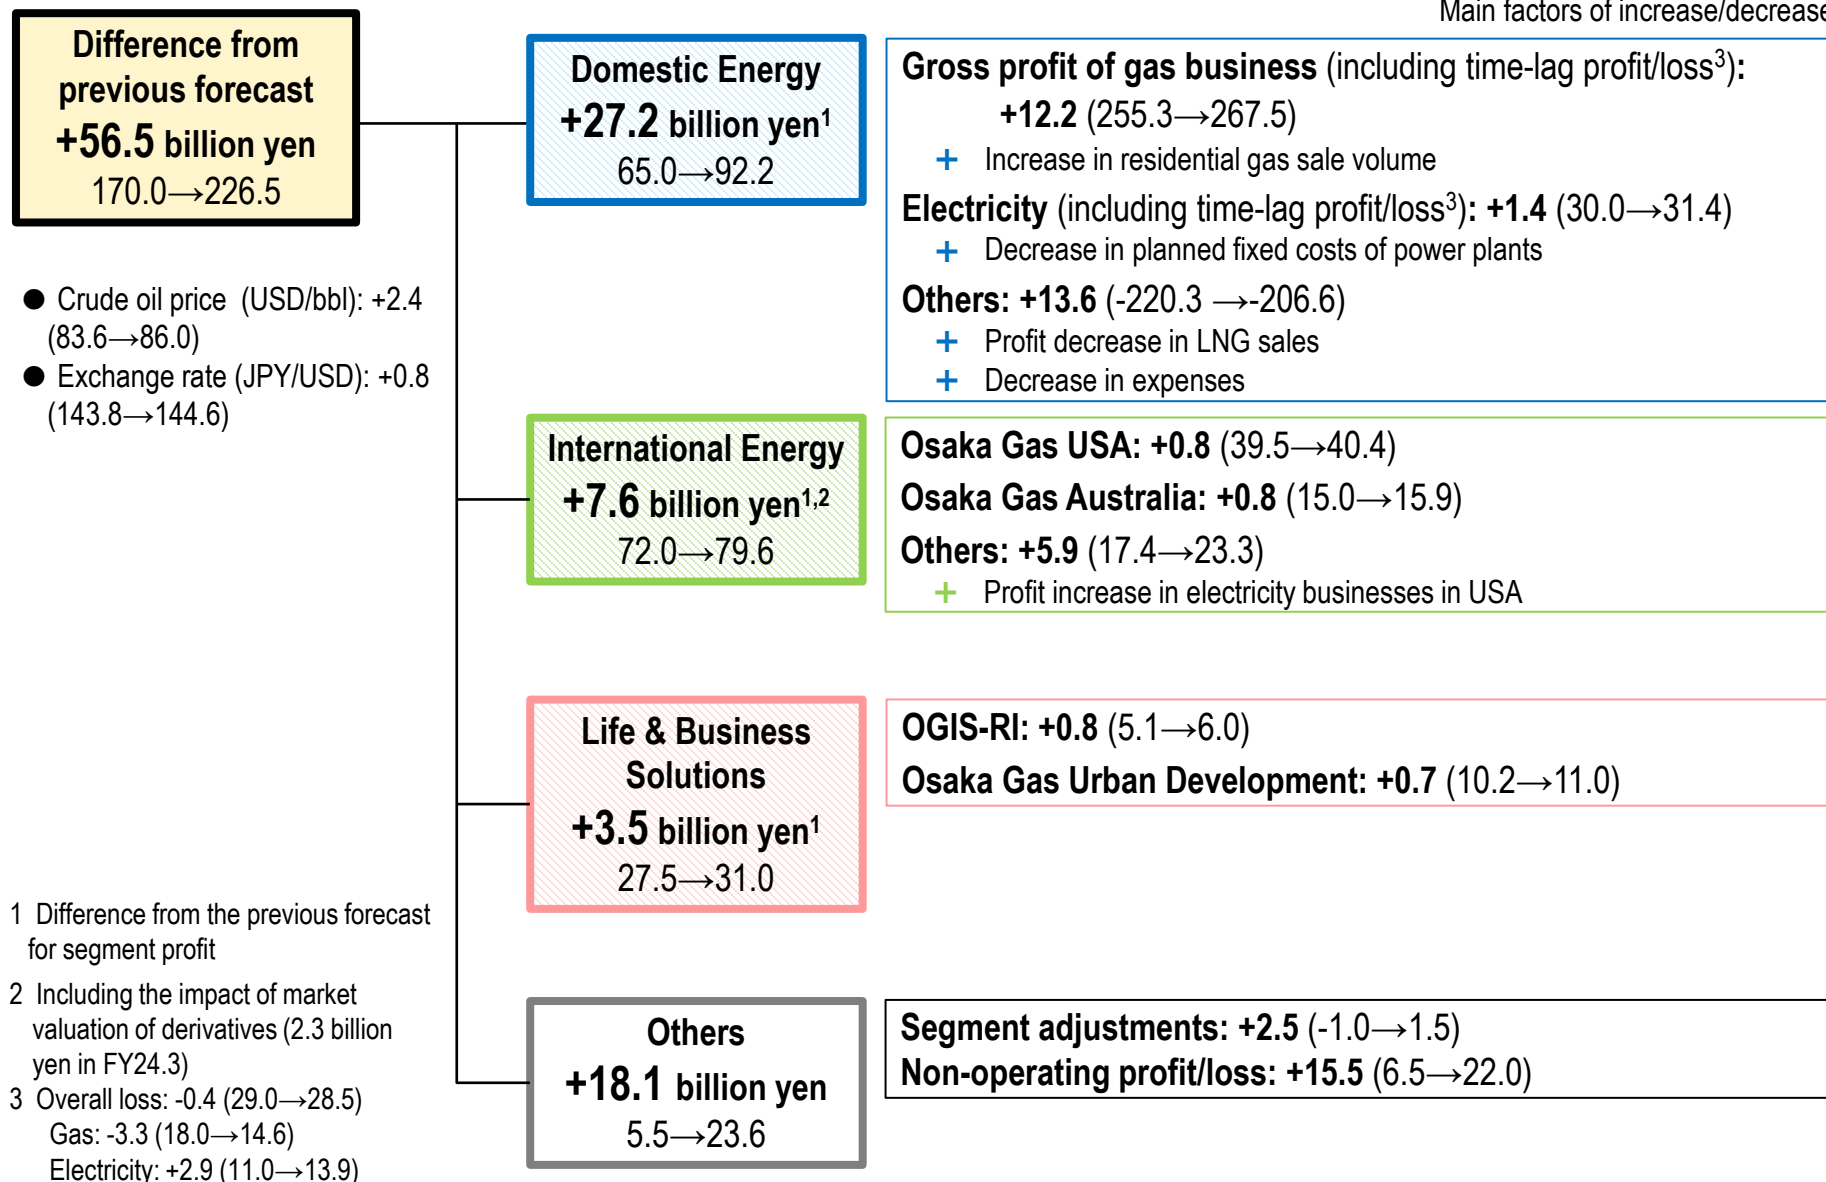 Main factors of increase/decrease
Difference from
previous forecast
+56.5 billion yen
170.0→226.5
● Crude oil price (USD/bbl): +2.4
(83.6→86.0)
● Exchange rate (JPY/USD): +0.8
(143.8→144.6)
Domestic Energy
+27.2 billion yen1
65.0→92.2
Gross profit of gas business (including time-lag profit/loss3):
+12.2 (255.3→267.5)
+ Increase in residential gas sale volume
Electricity (including time-lag profit/loss3): +1.4 (30.0→31.4)
+ Decrease in planned fixed costs of power plants
Others: +13.6 (-220.3 →-206.6)
+ Profit decrease in LNG sales
+ Decrease in expenses
International Energy
+7.6 billion yen1,2
72.0→79.6
Osaka Gas USA: +0.8 (39.5→40.4)
Osaka Gas Australia: +0.8 (15.0→15.9)
Others: +5.9 (17.4→23.3)
+ Profit increase in electricity businesses in USA
Life & Business
Solutions
+3.5 billion yen1
27.5→31.0
OGIS-RI: +0.8 (5.1→6.0)
Osaka Gas Urban Development: +0.7 (10.2→11.0)
Others
+18.1 billion yen
5.5→23.6
Segment adjustments: +2.5 (-1.0→1.5)
Non-operating profit/loss: +15.5 (6.5→22.0)
1 Difference from the previous forecast
for segment profit
2 Including the impact of market
valuation of derivatives (2.3 billion
yen in FY24.3)
3 Overall loss: -0.4 (29.0→28.5)
Gas: -3.3 (18.0→14.6)
Electricity: +2.9 (11.0→13.9)